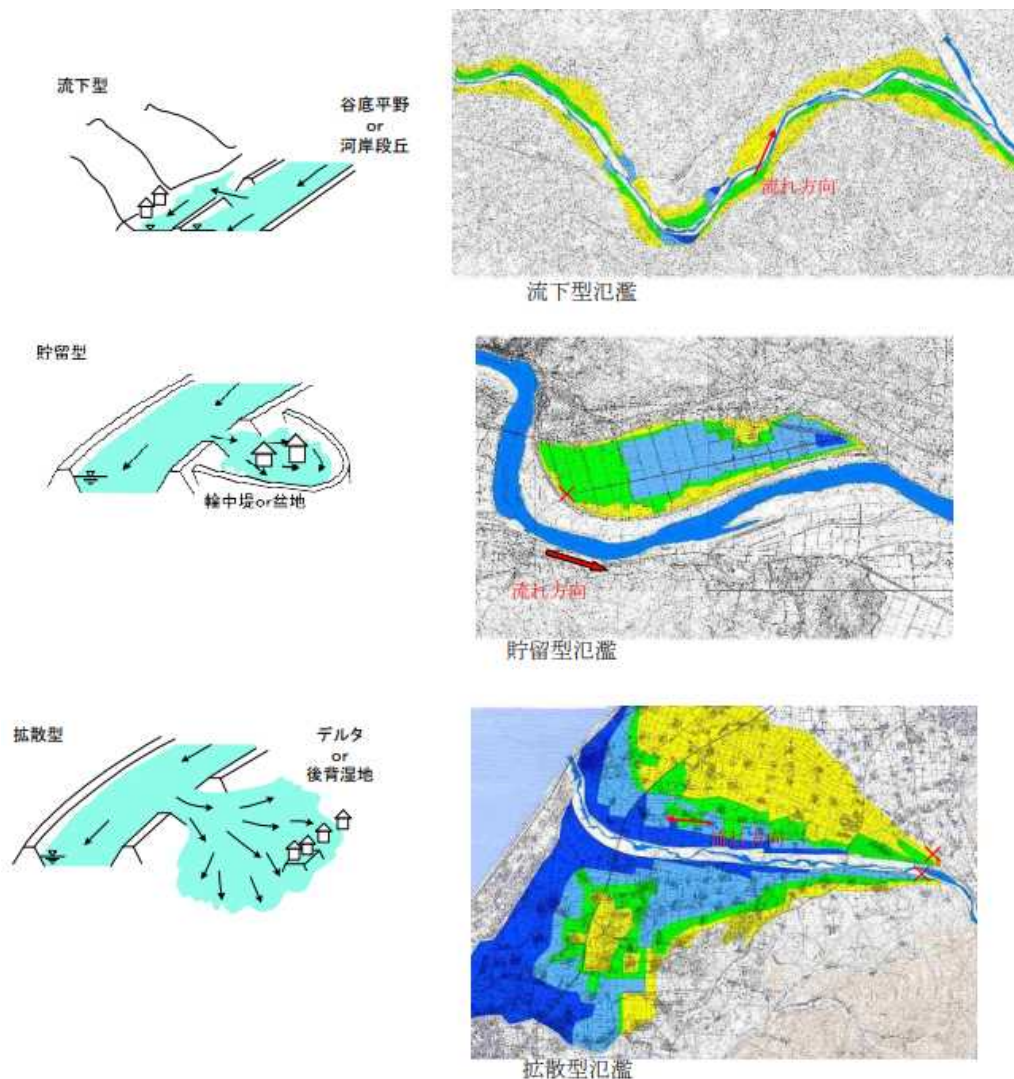 流下型
谷底平野
or
河岸段丘
流れ方向
流下型氾濫
貯留型
輪中堤or盆地
流れ方向
貯留型氾濫
拡散型
デルタ
or
後背湿地
拡散型氾濫